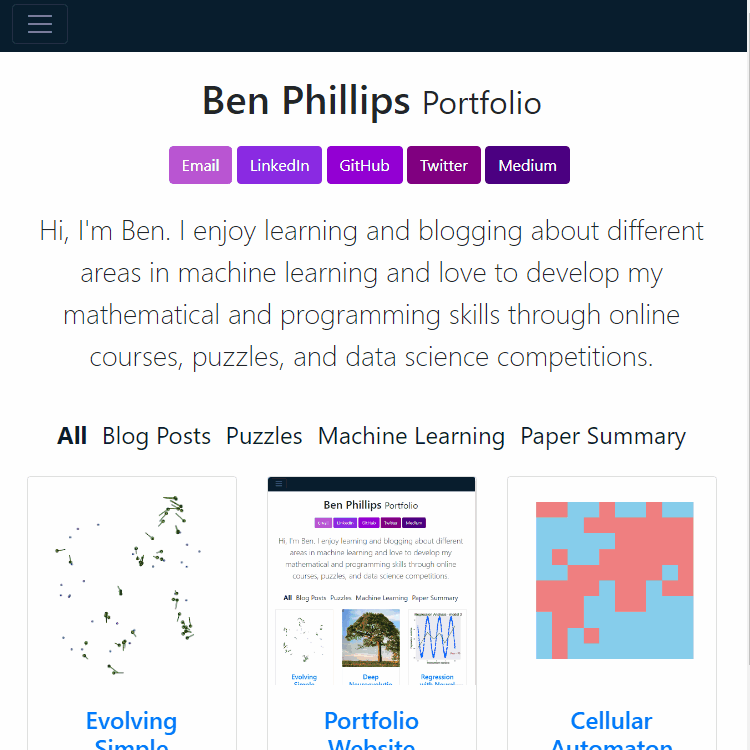 Ben Phillips Portfolio
Email LinkedIn GitHub Twitter Medium
Hi, I'm Ben. I enjoy learning and blogging about different
areas in machine learning and love to develop my
mathematical and programming skills through online
courses, puzzles, and data science competitions.
All Blog Posts Puzzles Machine Learning Paper Summary
Ben Phillips Portfolio
Email LinkedIn GitHub Twitter Medium
Hi, I'm Ben. I enjoy learning and blogging about different
areas in machine learning and love to develop my
mathematical and programming skills through online
courses, puzzles, and data science competitions.
All Blog Posts Puzzles Machine Learning Paper Summary
Evolving
Simple
Deep
Neuroevolution
Regression
with Neural
Evolving
Simple
Portfolio
Website
Cellular
Automaton